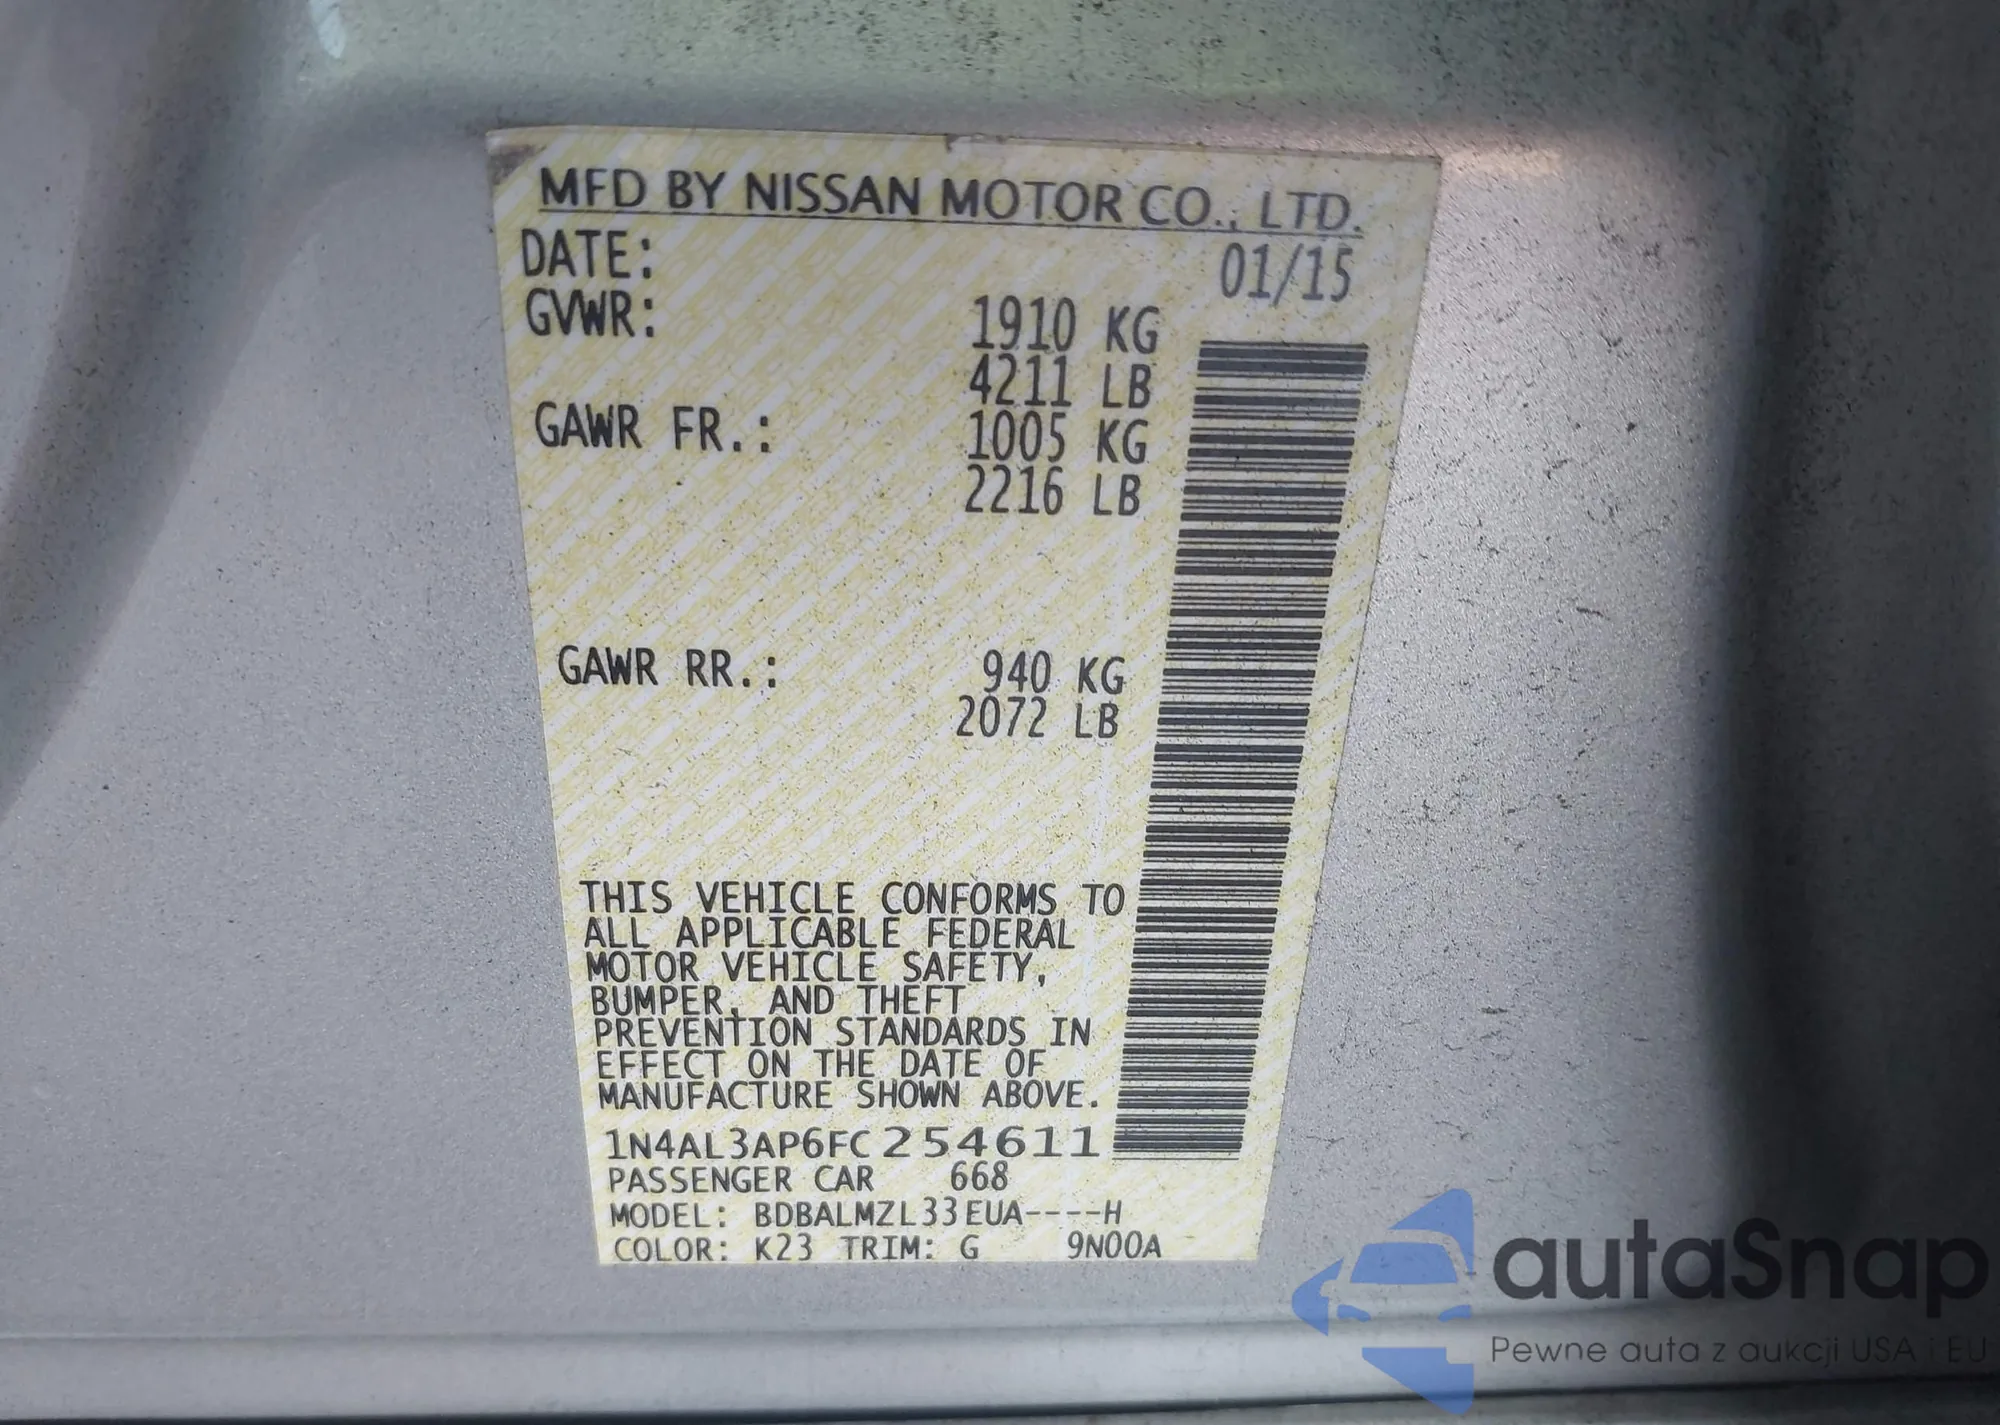 MFD BY NISSAN MOTOR CO., LTD.
DATE: 01/15
GVWR: 1910 KG
4211 LB
GAWR FR.: 1005 KG
2216 LB
GAWR RR.: 940 KG
2072 LB
THIS VEHICLE CONFORMS TO
ALL APPLICABLE FEDERAL
MOTOR VEHICLE SAFETY,
BUMPER, AND THEFT
PREVENTION STANDARDS IN
EFFECT ON THE DATE OF
MANUFACTURE SHOWN ABOVE.
1N4AL3AP6FC254611
PASSENGER CAR 668
MODEL: BDBALMZL33EUA----H
COLOR: K23 TRIM: G 9N00A
autaSnap
Pewne auta z aukcji USA i EU